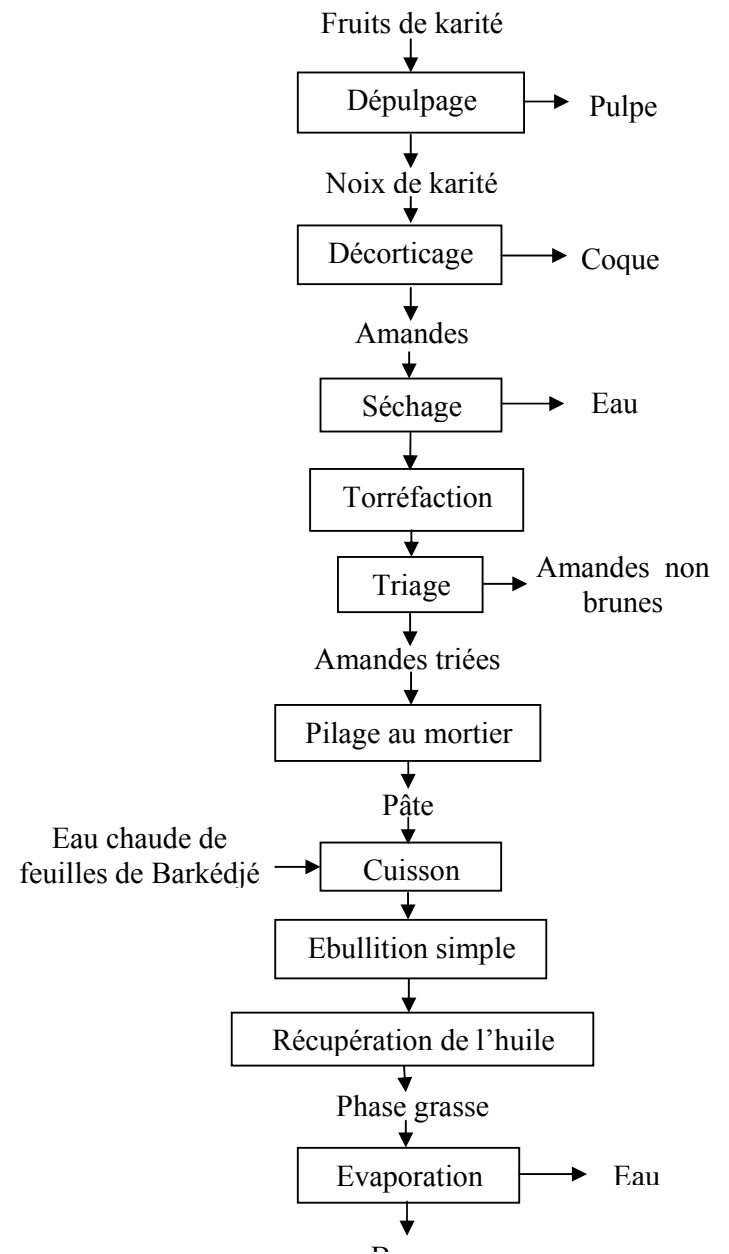 Fruits de karité
Dépulpage
Pulpe
Noix de karité
Décorticage
Coque
Amandes
Séchage
Eau
Torréfaction
Triage
Amandes non
brunes
Amandes triées
Pilage au mortier
Pâte
Eau chaude de
feuilles de Barkédjé
Cuisson
Ebullition simple
Récupération de l’huile
Phase grasse
Evaporation
Eau